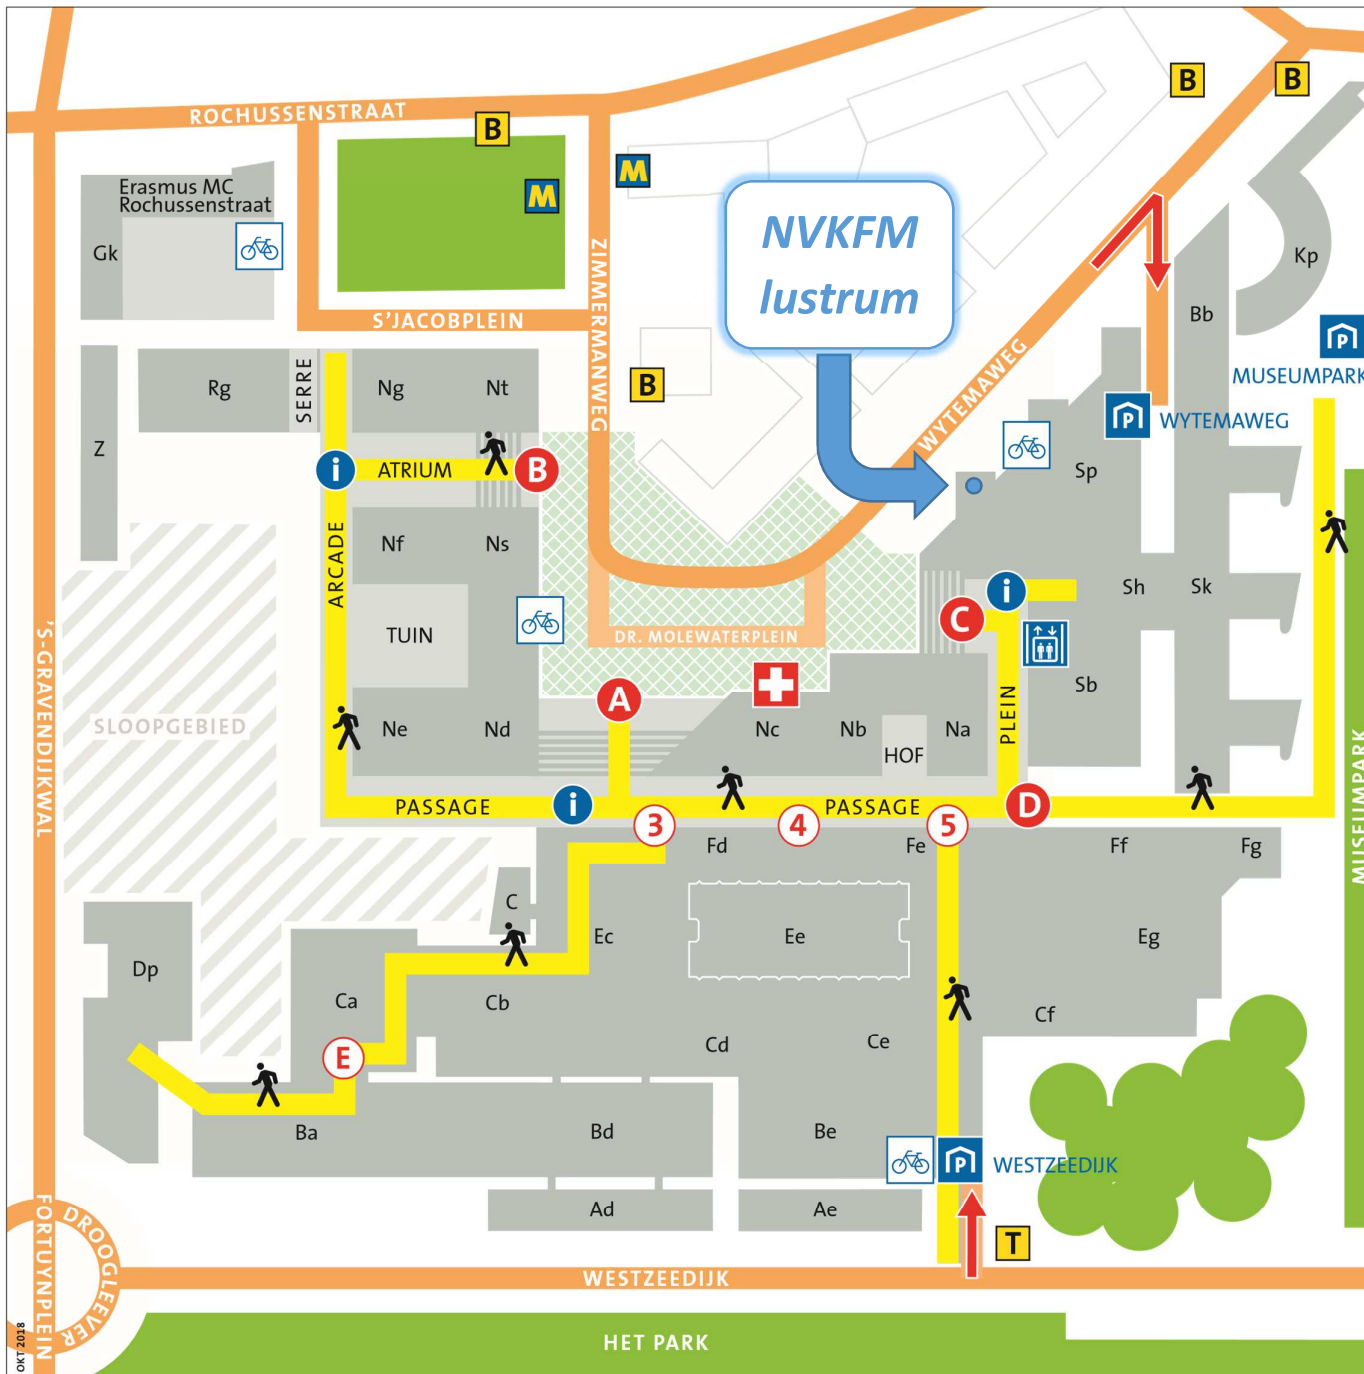 B
B
ROCHUSSENSTRAAT
B
M
M
Erasmus MC
Rochussenstraat
Gk
NVKFM
lustrum
Kp
ZIMMERMANWEG
S'JACOBPLEIN
Bb
P
MUSEUMPARK
SERRE
Rg
Ng
Nt
B
WYTEMAWEG
P
WYTEMAWEG
Z
i
ATRIUM
B
Sp
ARCADE
Nf
Ns
i
Sh
Sk
C
TUIN
DR. MOLEWATERPLEIN
'S-GRAVENDIJKWAL
A
Sb
SLOOPGEBIED
Ne
Nd
Nc
Nb
Na
PLEIN
HOF
MUSEUMPARK
PASSAGE
i
PASSAGE
D
3
4
5
Fd
Fe
Ff
Fg
C
Ec
Ee
Eg
Dp
Ca
Cb
Cd
Ce
Cf
E
Ba
Bd
Be
P
WESTZEEDIJK
Ad
Ae
T
DROOGLEEVER
FORTUYNPLEIN
WESTZEEDIJK
HET PARK
OKT 2018